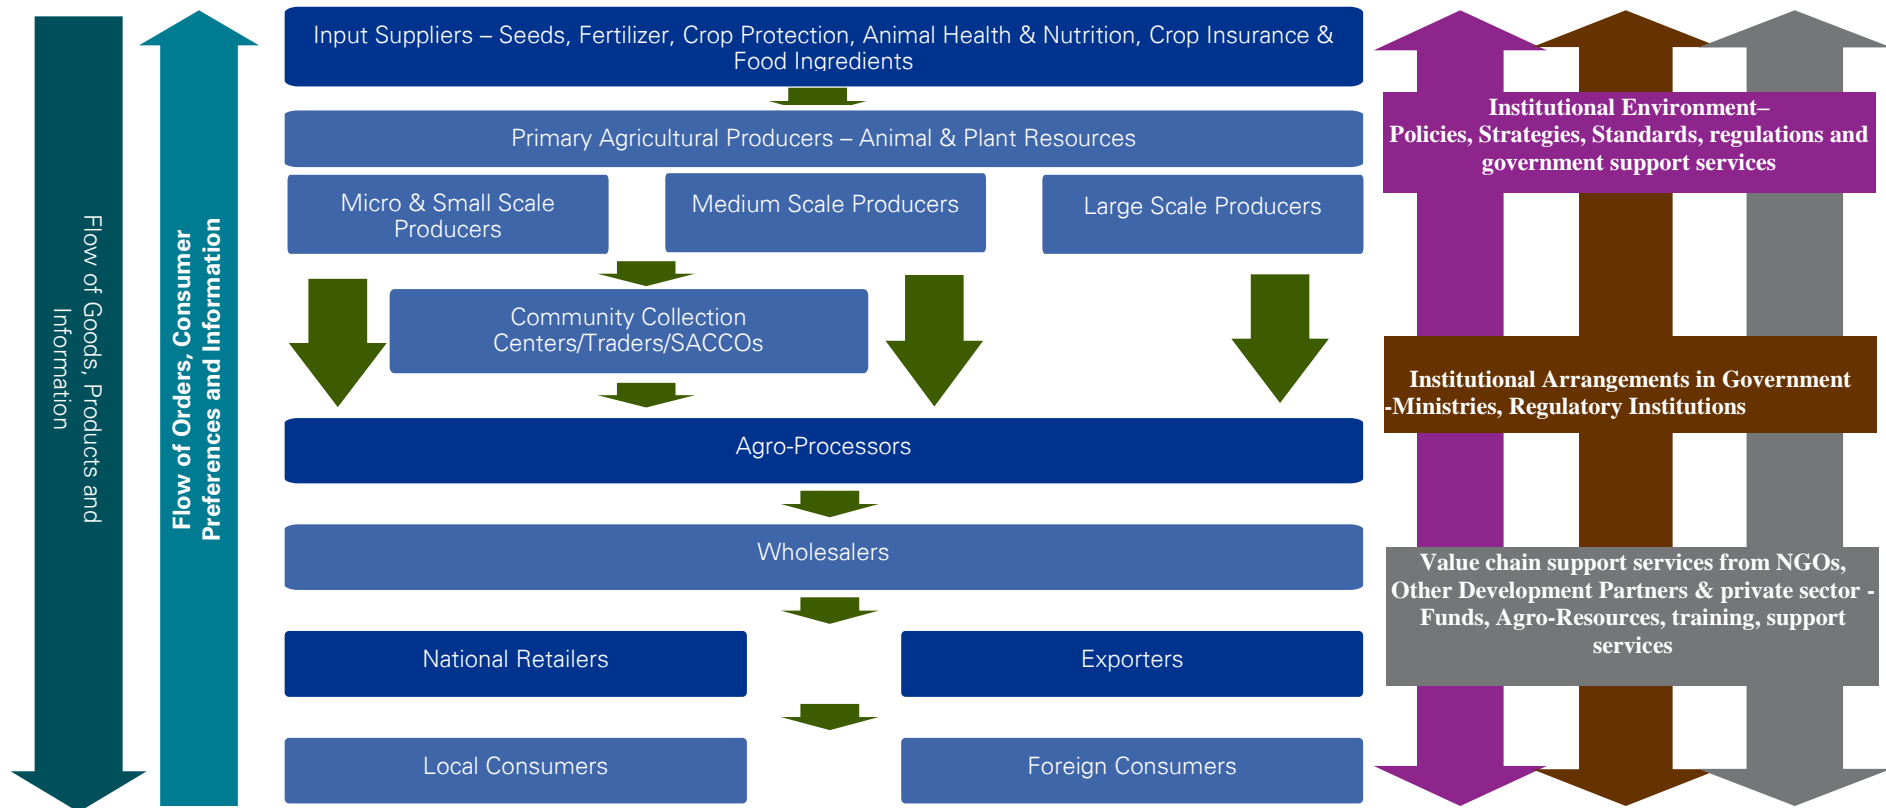 Flow of Goods, Products and
Information
Flow of Orders, Consumer
Preferences and Information
Input Suppliers – Seeds, Fertilizer, Crop Protection, Animal Health & Nutrition, Crop Insurance &
Food Ingredients
Primary Agricultural Producers – Animal & Plant Resources
Micro & Small Scale
Producers
Medium Scale Producers
Large Scale Producers
Community Collection
Centers/Traders/SACCOs
Agro-Processors
Wholesalers
National Retailers
Exporters
Local Consumers
Foreign Consumers
Institutional Environment–
Policies, Strategies, Standards, regulations and
government support services
Institutional Arrangements in Government
-Ministries, Regulatory Institutions
Value chain support services from NGOs,
Other Development Partners & private sector -
Funds, Agro-Resources, training, support
services